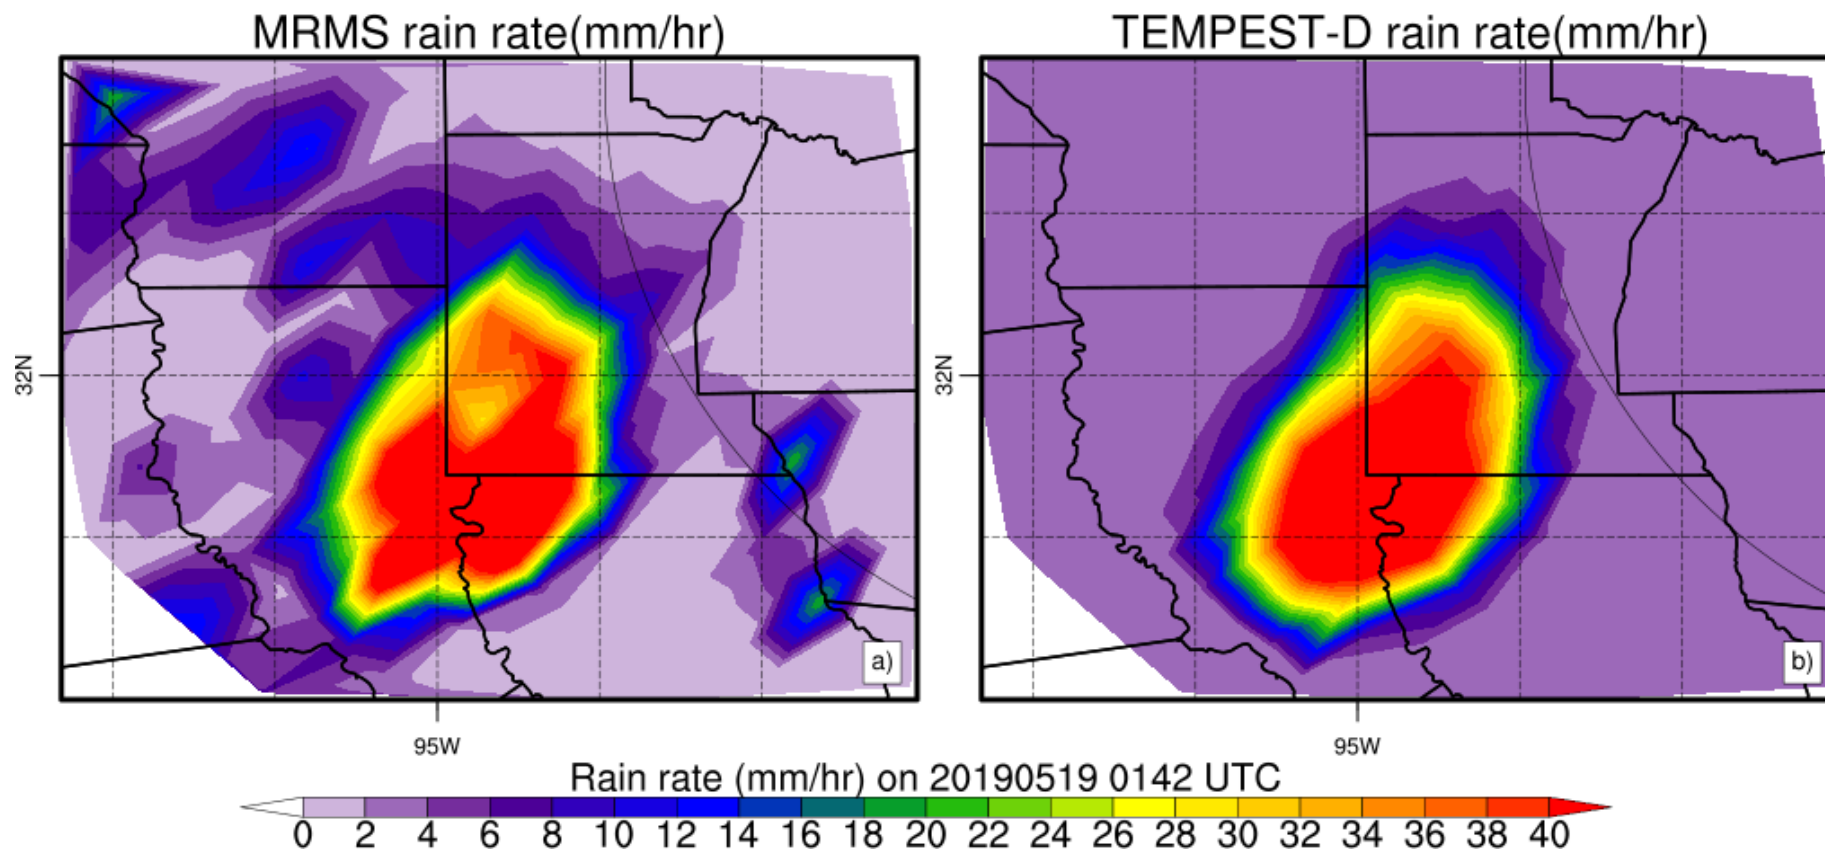 MRMS rain rate(mm/hr)
TEMPEST-D rain rate(mm/hr)
32N
32N
a)
b)
95W
95W
Rain rate (mm/hr) on 20190519 0142 UTC
0 2 4 6 8 10 12 14 16 18 20 22 24 26 28 30 32 34 36 38 40